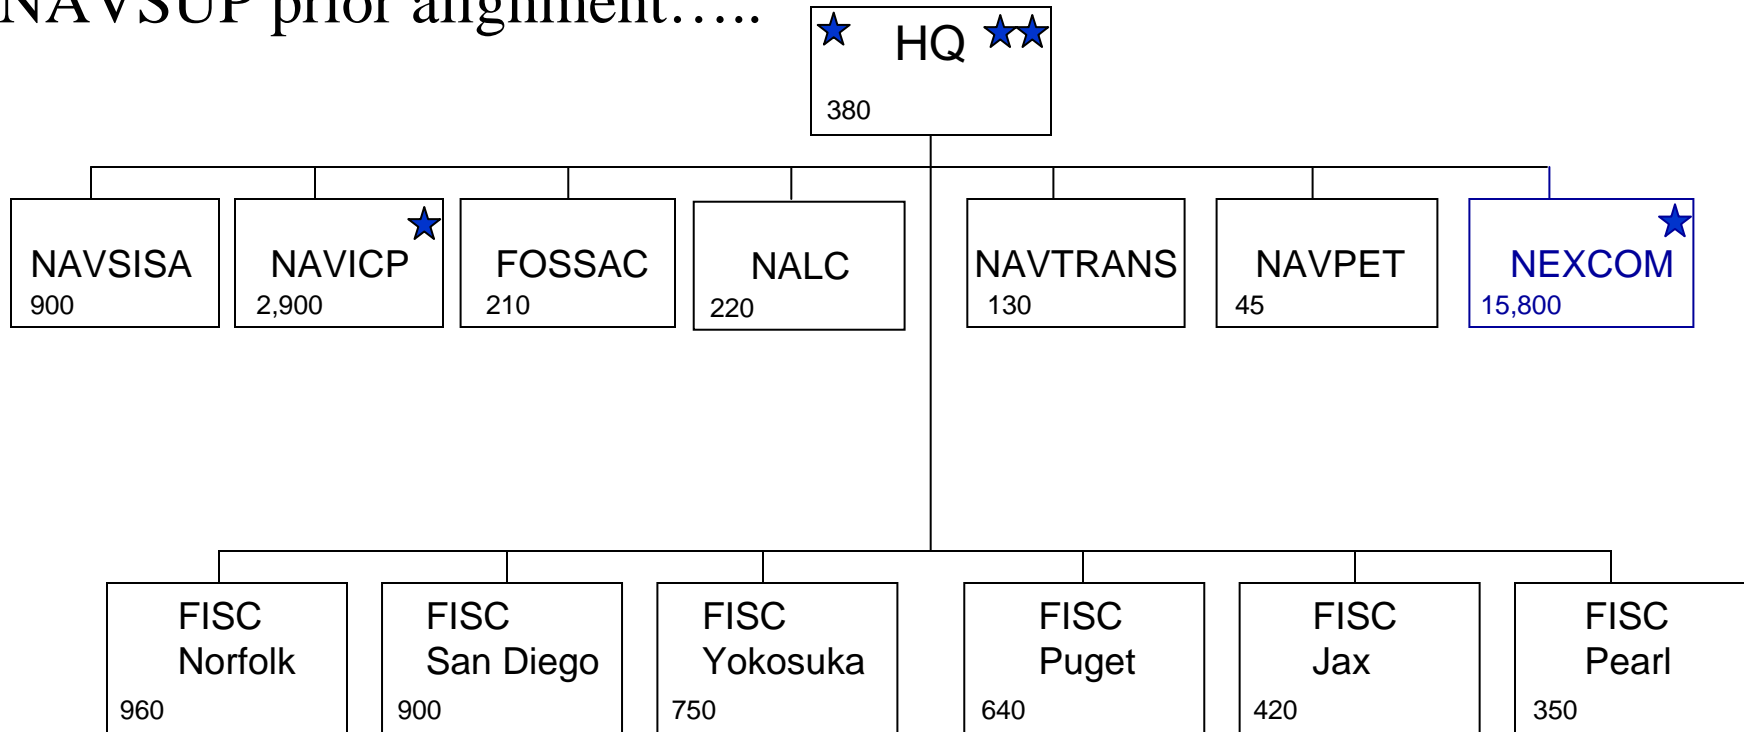 NAVSUP prior alignment…..
HQ
380
NAVSISA
900
NAVICP
2,900
FOSSAC
210
NALC
220
NAVTRANS
130
NAVPET
45
NEXCOM
15,800
FISC
Norfolk
960
FISC
San Diego
900
FISC
Yokosuka
750
FISC
Puget
640
FISC
Jax
420
FISC
Pearl
350